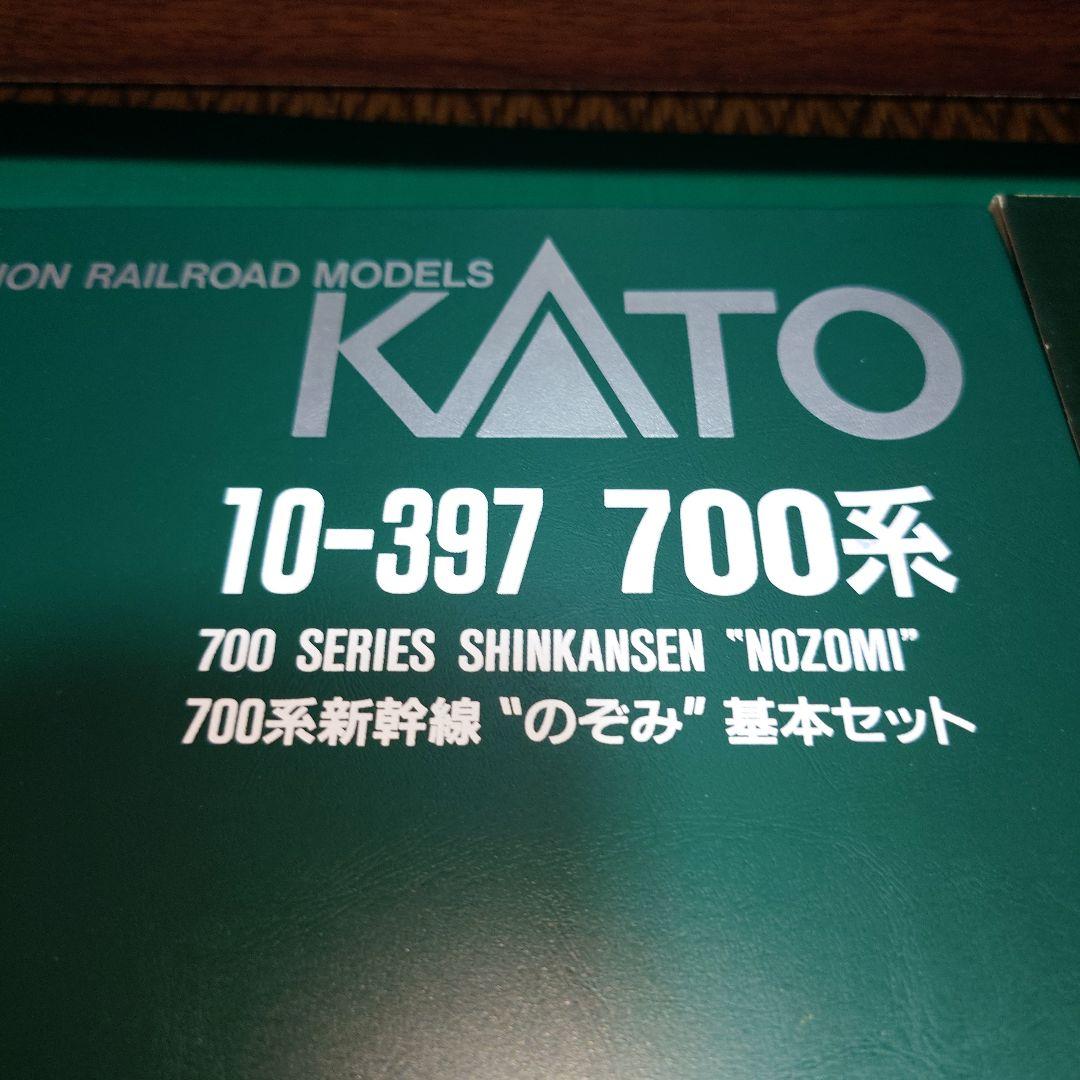 RAILROAD MODELS
KATO
10-397 700系
700 SERIES SHINKANSEN "NOZOMI"
700系新幹線 "のぞみ" 基本セット